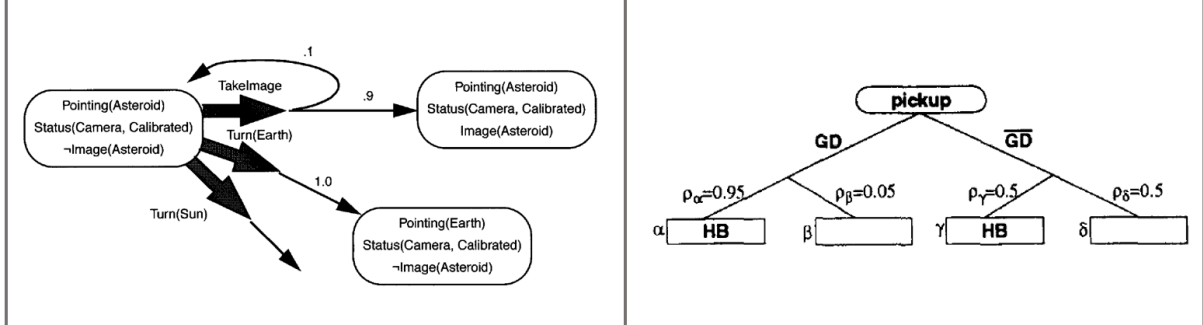 .1
TakeImage
.9
Pointing(Asteroid)
Status(Camera, Calibrated)
¬Image(Asteroid)
Pointing(Asteroid)
Status(Camera, Calibrated)
Image(Asteroid)
Turn(Earth)
1.0
Turn(Sun)
Pointing(Earth)
Status(Camera, Calibrated)
¬Image(Asteroid)
pickup
GD
G̅D̅
ρα=0.95
ρβ=0.05
ργ=0.5
ρδ=0.5
α HB
β
γ HB
δ